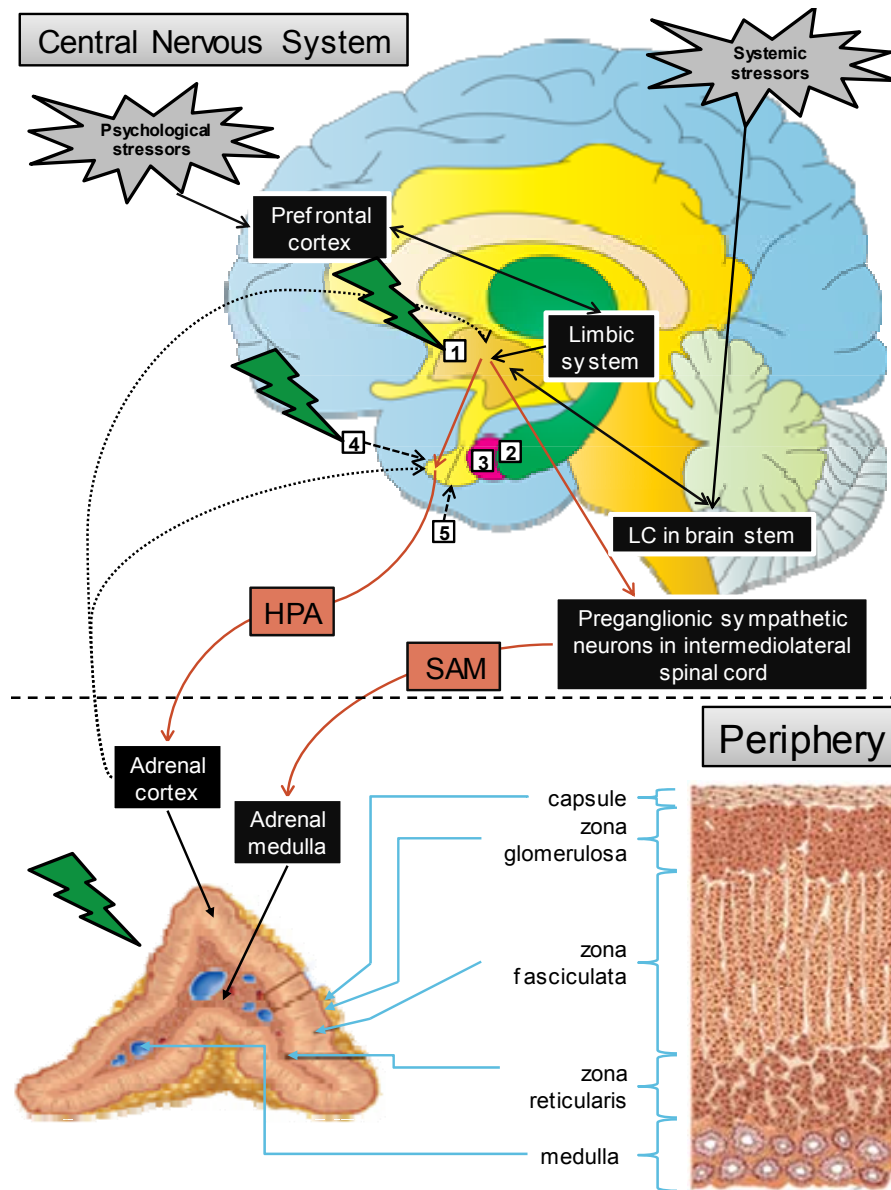 Central Nervous System
Systemic
stressors
Psychological
stressors
Prefrontal
cortex
1
Limbic
system
4
3
2
5
LC in brain stem
HPA
Preganglionic sympathetic
neurons in intermediolateral
spinal cord
SAM
Periphery
Adrenal
cortex
Adrenal
medulla
capsule
zona
glomerulosa
zona
fasciculata
zona
reticularis
medulla